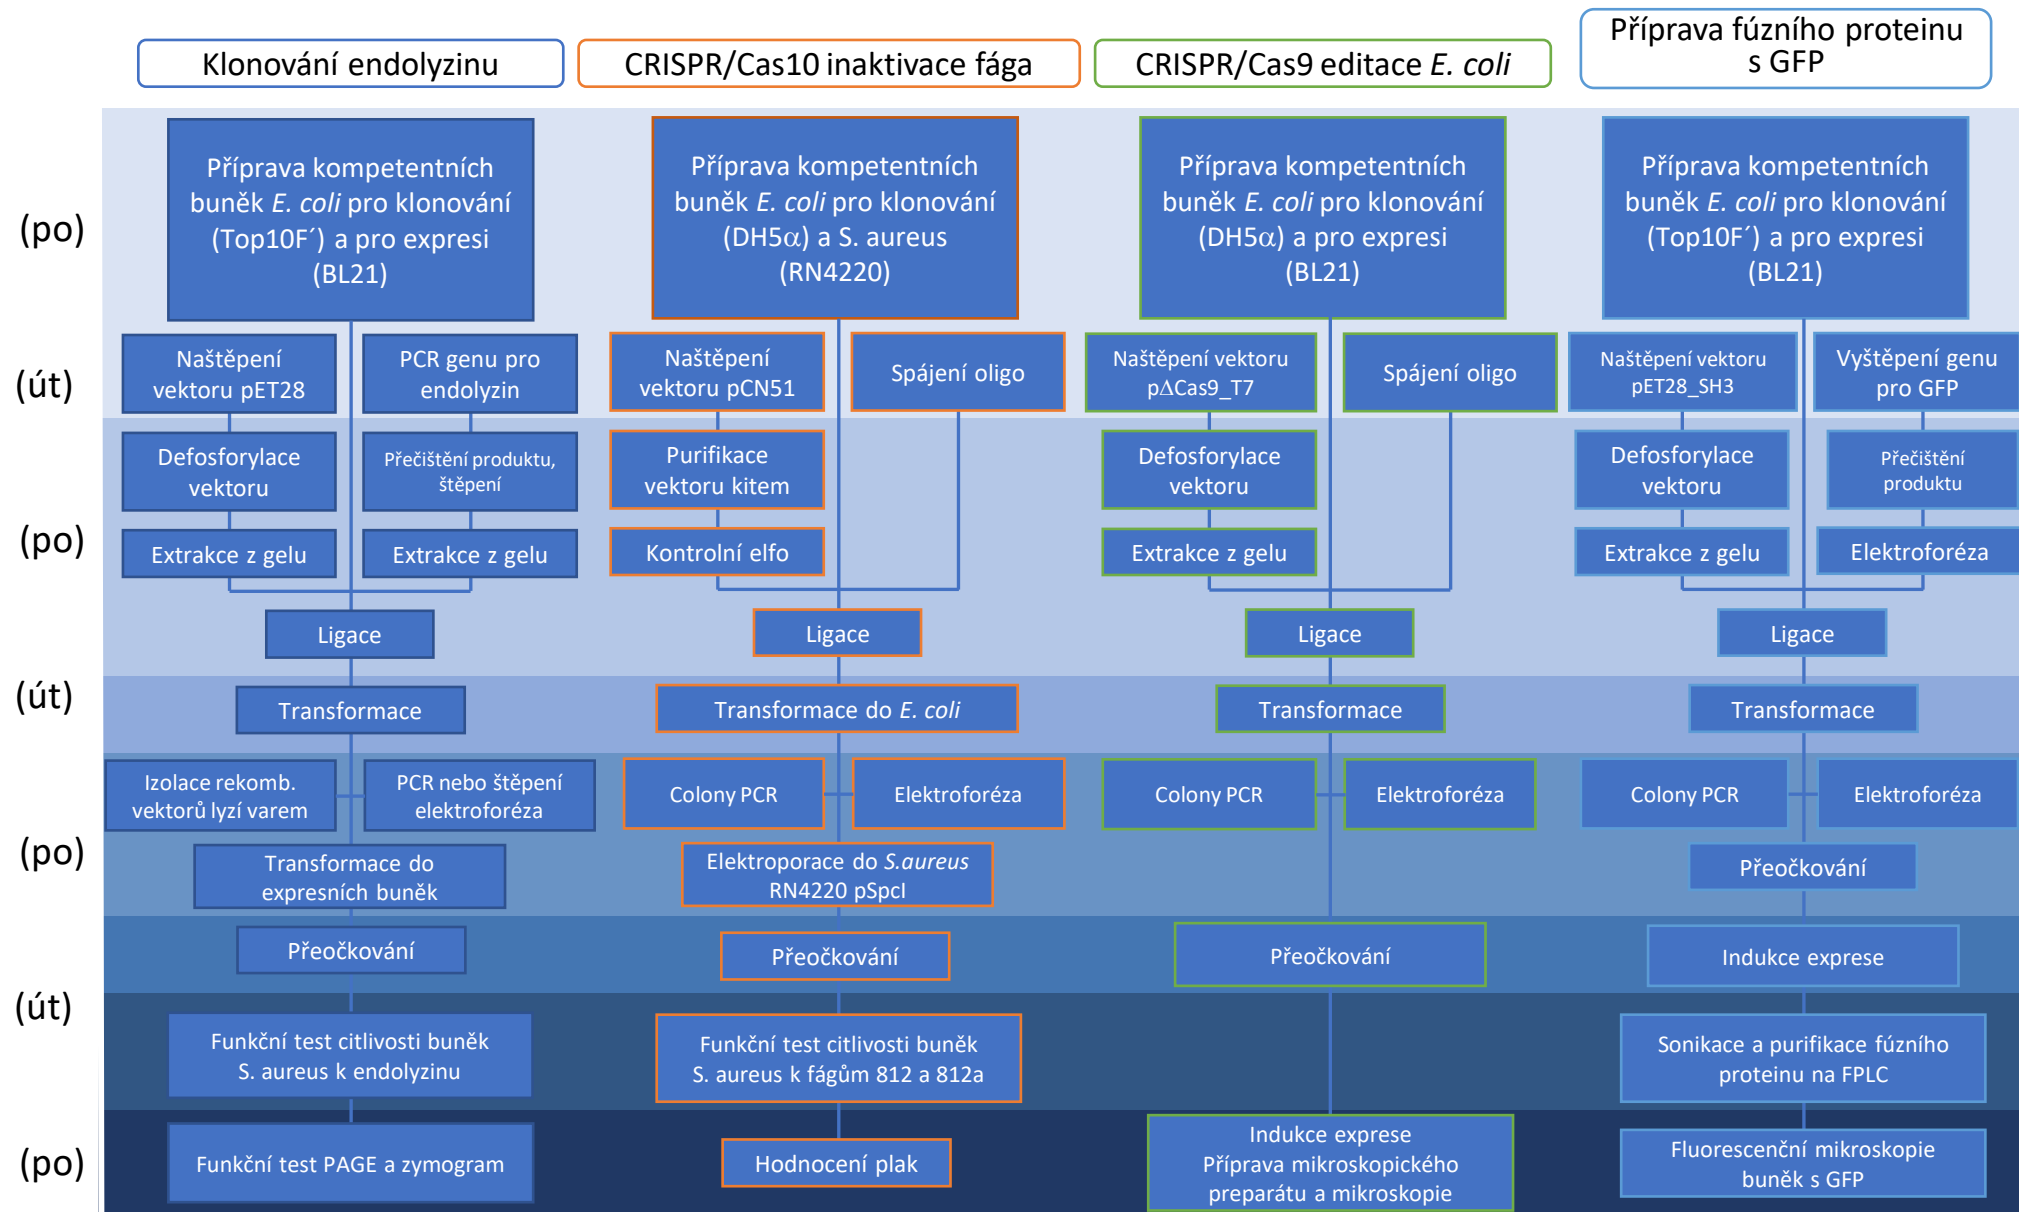 Klonování endolyzinu
CRISPR/Cas10 inaktivace fága
CRISPR/Cas9 editace E. coli
Příprava fúzního proteinu
s GFP
(po)
Příprava kompetentních
buněk E. coli pro klonování
(Top10F´) a pro expresi
(BL21)
Příprava kompetentních
buněk E. coli pro klonování
(DH5α) a S. aureus
(RN4220)
Příprava kompetentních
buněk E. coli pro klonování
(DH5α) a pro expresi
(BL21)
Příprava kompetentních
buněk E. coli pro klonování
(Top10F´) a pro expresi
(BL21)
(út)
Naštěpení
vektoru pET28
PCR genu pro
endolyzin
Naštěpení
vektoru pCN51
Spájení oligo
Naštěpení vektoru
p∆Cas9_T7
Spájení oligo
Naštěpení vektoru
pET28_SH3
Vyštěpení genu
pro GFP
(po)
Defosforylace
vektoru
Přečištění produktu,
štěpení
Purifikace
vektoru kitem
Defosforylace
vektoru
Defosforylace
vektoru
Přečištění
produktu
Extrakce z gelu
Extrakce z gelu
Kontrolní elfo
Extrakce z gelu
Extrakce z gelu
Elektroforéza
Ligace
Ligace
Ligace
Ligace
(út)
Transformace
Transformace do E. coli
Transformace
Transformace
(po)
Izolace rekomb.
vektorů lyzí varem
PCR nebo štěpení
elektroforéza
Colony PCR
Elektroforéza
Colony PCR
Elektroforéza
Colony PCR
Elektroforéza
Transformace do
expresních buněk
Elektroporace do S.aureus
RN4220 pSpcI
Přeočkování
(út)
Přeočkování
Přeočkování
Přeočkování
Indukce exprese
Funkční test citlivosti buněk
S. aureus k endolyzinu
Funkční test citlivosti buněk
S. aureus k fágům 812 a 812a
Sonikace a purifikace fúzního
proteinu na FPLC
(po)
Funkční test PAGE a zymogram
Hodnocení plak
Indukce exprese
Příprava mikroskopického
preparátu a mikroskopie
Fluorescenční mikroskopie
buněk s GFP